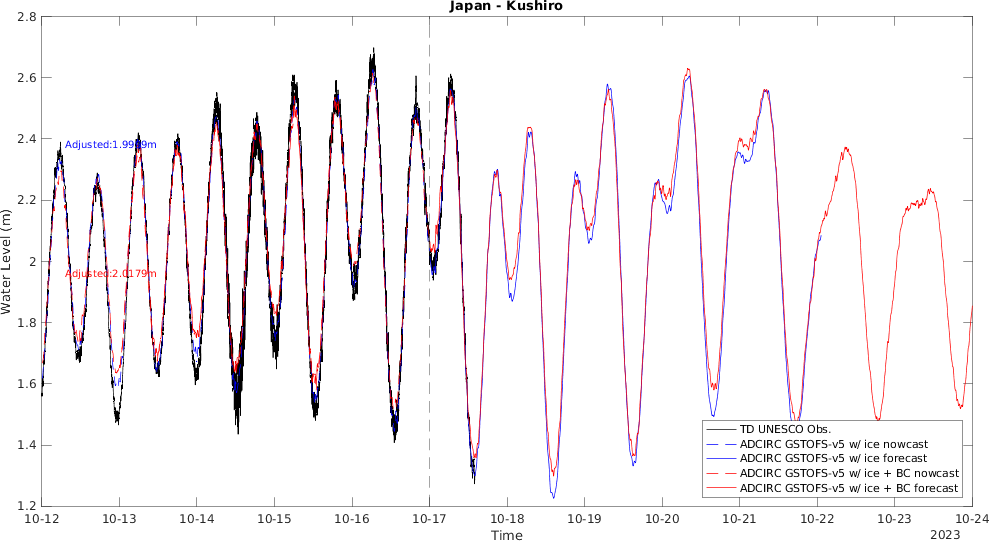 Japan - Kushiro
2.8
2.6
2.4
2.2
2
1.8
1.6
1.4
1.2
Water Level (m)
Adjusted:2.0179m
TD UNESCO Obs.
ADCIRC GSTOFS-v5 w/ ice nowcast
ADCIRC GSTOFS-v5 w/ ice forecast
ADCIRC GSTOFS-v5 w/ ice + BC nowcast
ADCIRC GSTOFS-v5 w/ ice + BC forecast
10-12 10-13 10-14 10-15 10-16 10-17 10-18 10-19 10-20 10-21 10-22 10-23 10-24
Time
2023